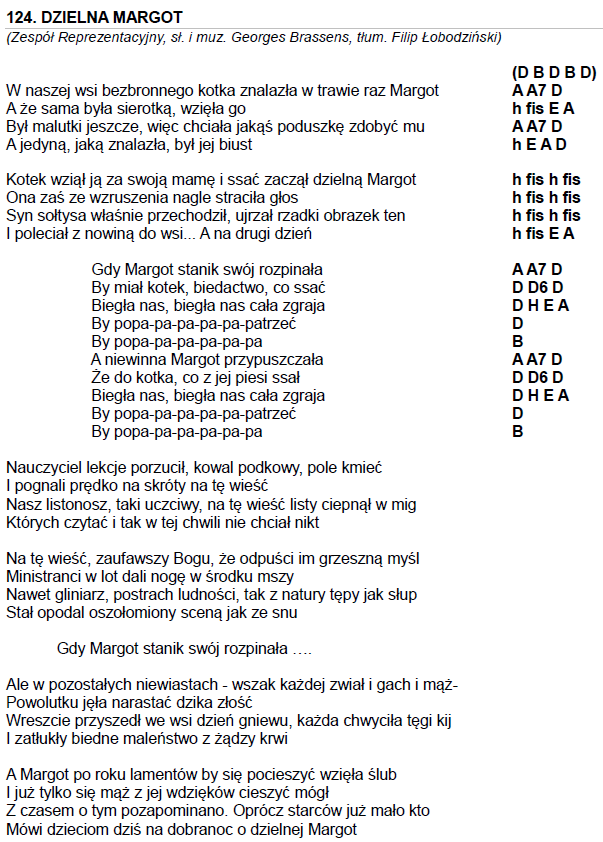 124. DZIELNA MARGOT
(Zespół Reprezentacyjny, sł. i muz. Georges Brassens, tłum. Filip Łobodziński)
(D B D B D)
W naszej wsi bezbronnego kotka znalazła w trawie raz Margot A A7 D
A że sama była sierotką, wzięła go h fis E A
Był malutki jeszcze, więc chciała jakąś poduszkę zdobyć mu A A7 D
A jedyną, jaką znalazła, był jej biust h E A D
Kotek wziął ją za swoją mamę i ssać zaczął dzielną Margot h fis h fis
Ona zaś ze wzruszenia nagle straciła głos h fis h fis
Syn sołtysa właśnie przechodził, ujrzał rzadki obrazek ten h fis h fis
I poleciał z nowiną do wsi... A na drugi dzień h fis E A
Gdy Margot stanik swój rozpinała A A7 D
By miał kotek, biedactwo, co ssać D D6 D
Biegła nas, biegła nas cała zgraja D H E A
By popa-pa-pa-pa-pa-patrzeć D
By popa-pa-pa-pa-pa-pa B
A niewinna Margot przypuszczała A A7 D
Że do kotka, co z jej piesi ssał D D6 D
Biegła nas, biegła nas cała zgraja D H E A
By popa-pa-pa-pa-pa-patrzeć D
By popa-pa-pa-pa-pa-pa B
Nauczyciel lekcje porzucił, kowal podkowy, pole kmieć
I pognali prędko na skróty na tę wieść
Nasz listonosz, taki uczciwy, na tę wieść listy ciepnął w mig
Których czytać i tak w tej chwili nie chciał nikt
Na tę wieść, zaufawszy Bogu, że odpuści im grzeszną myśl
Ministranci w lot dali nogę w środku mszy
Nawet gliniarz, postrach ludności, tak z natury tępy jak słup
Stał opodal oszołomiony sceną jak ze snu
Gdy Margot stanik swój rozpinała ….
Ale w pozostałych niewiastach - wszak każdej zwiał i gach i mąż-
Powolutku jęła narastać dzika złość
Wreszcie przyszedł we wsi dzień gniewu, każda chwyciła tęgi kij
I zatłukły biedne maleństwo z żądzy krwi
A Margot po roku lamentów by się pocieszyć wzięła ślub
I już tylko się mąż z jej wdzięków cieszyć mógł
Z czasem o tym pozapominano. Oprócz starców już mało kto
Mówi dzieciom dziś na dobranoc o dzielnej Margot